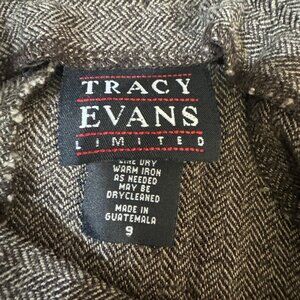 TRACY
EVANS
LIMITED
LINE DRY
WARM IRON
AS NEEDED
MAY BE
DRYCLEANED
MADE IN
GUATEMALA
9